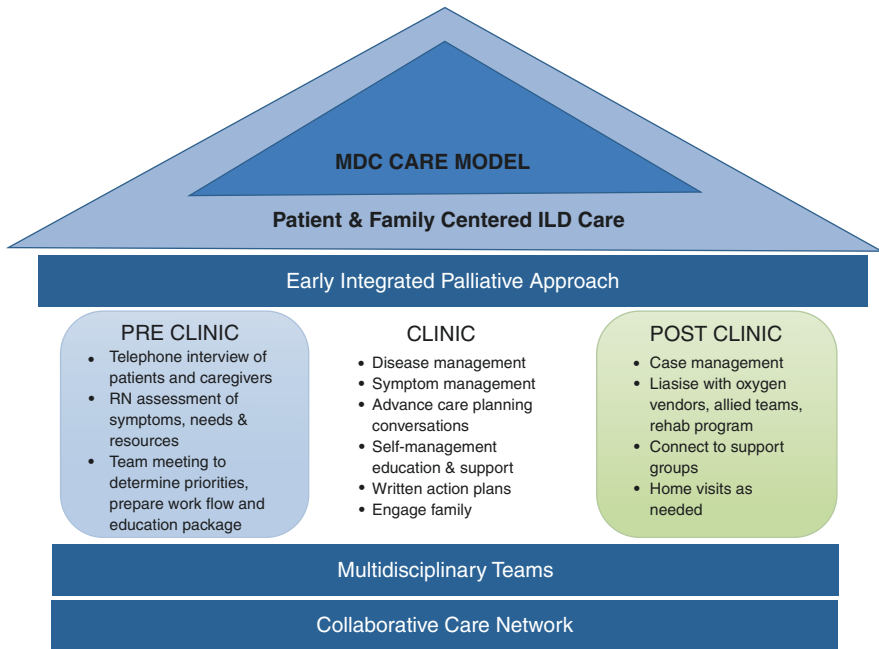 MDC CARE MODEL
Patient & Family Centered ILD Care
Early Integrated Palliative Approach
PRE CLINIC
• Telephone interview of
patients and caregivers
• RN assessment of
symptoms, needs &
resources
• Team meeting to
determine priorities,
prepare work flow and
education package
CLINIC
• Disease management
• Symptom management
• Advance care planning
conversations
• Self-management
education & support
• Written action plans
• Engage family
POST CLINIC
• Case management
• Liasise with oxygen
vendors, allied teams,
rehab program
• Connect to support
groups
• Home visits as
needed
Multidisciplinary Teams
Collaborative Care Network